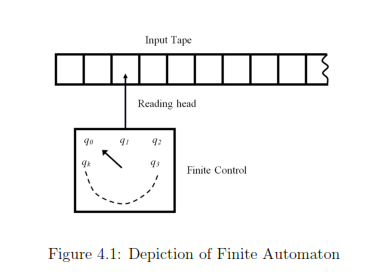 Input Tape
Reading head
q0 q1 q2
qk q3
Finite Control
Figure 4.1: Depiction of Finite Automaton